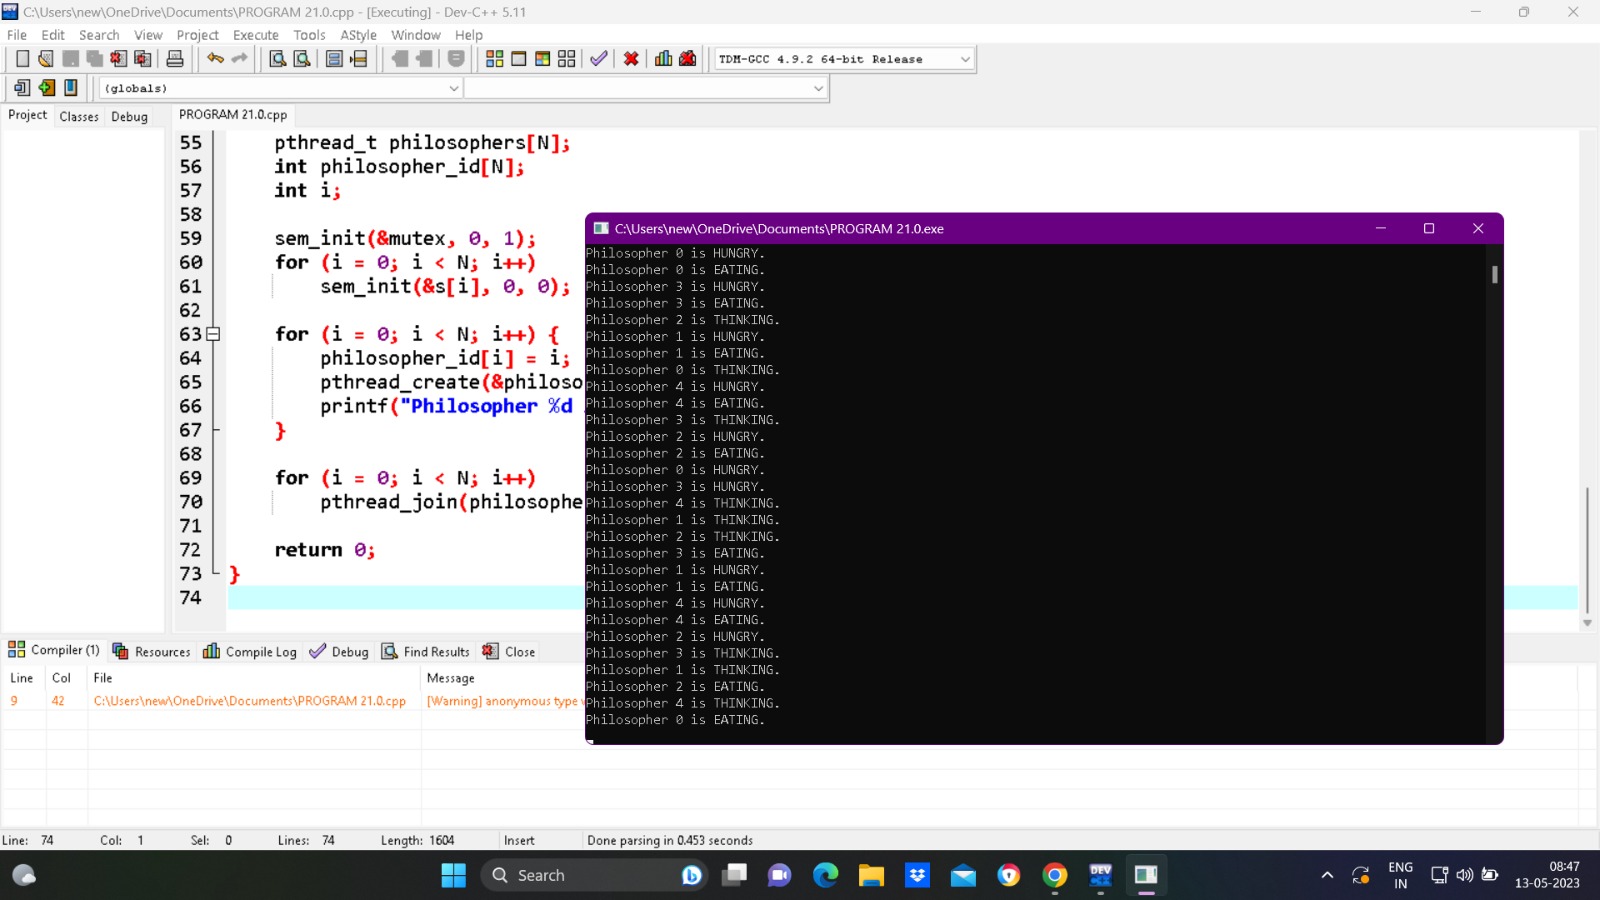 C:\Users\new\OneDrive\Documents\PROGRAM 21.0.cpp - [Executing] - Dev-C++ 5.11
File Edit Search View Project Execute Tools AStyle Window Help
TDM-GCC 4.9.2 64-bit Release
(globals)
Project Classes Debug PROGRAM 21.0.cpp
55 pthread_t philosophers[N];
56 int philosopher_id[N];
57 int i;
58
59 sem_init(&mutex, 0, 1);
60 for (i = 0; i < N; i++)
61 sem_init(&s[i], 0, 0);
62
63 for (i = 0; i < N; i++) {
64 philosopher_id[i] = i;
65 pthread_create(&philoso
66 printf("Philosopher %d
67 }
68
69 for (i = 0; i < N; i++)
70 pthread_join(philosophe
71
72 return 0;
73 }
74
C:\Users\new\OneDrive\Documents\PROGRAM 21.0.exe
Philosopher 0 is HUNGRY.
Philosopher 0 is EATING.
Philosopher 3 is HUNGRY.
Philosopher 3 is EATING.
Philosopher 2 is THINKING.
Philosopher 1 is HUNGRY.
Philosopher 1 is EATING.
Philosopher 0 is THINKING.
Philosopher 4 is HUNGRY.
Philosopher 4 is EATING.
Philosopher 3 is THINKING.
Philosopher 2 is HUNGRY.
Philosopher 2 is EATING.
Philosopher 0 is HUNGRY.
Philosopher 3 is HUNGRY.
Philosopher 4 is THINKING.
Philosopher 1 is THINKING.
Philosopher 2 is THINKING.
Philosopher 3 is EATING.
Philosopher 1 is HUNGRY.
Philosopher 1 is EATING.
Philosopher 4 is HUNGRY.
Philosopher 4 is EATING.
Philosopher 2 is HUNGRY.
Philosopher 3 is THINKING.
Philosopher 1 is THINKING.
Philosopher 2 is EATING.
Philosopher 4 is THINKING.
Philosopher 0 is EATING.
Compiler (1) Resources Compile Log Debug Find Results Close
Line Col File Message
9 42 C:\Users\new\OneDrive\Documents\PROGRAM 21.0.cpp [Warning] anonymous type
Line: 74 Col: 1 Sel: 0 Lines: 74 Length: 1604 Insert Done parsing in 0.453 seconds
Search
DEV
ENG
IN
08:47
13-05-2023